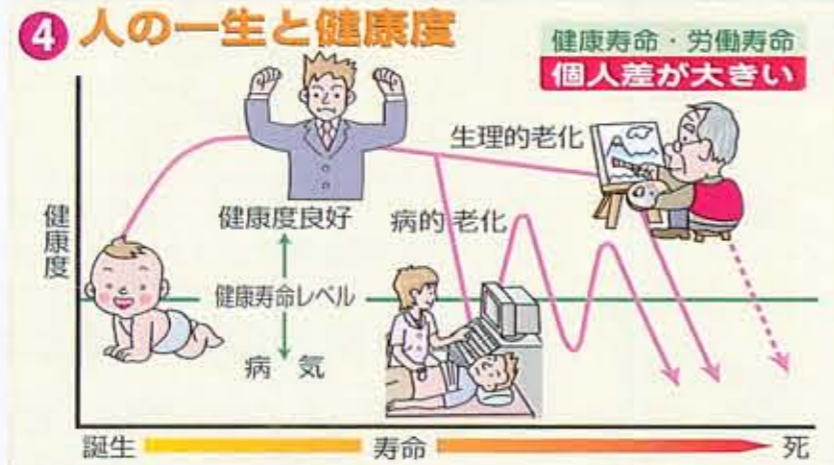 4 人の一生と健康度
健康寿命・労働寿命
個人差が大きい
生理的老化
健康度良好
病的老化
健康度
健康寿命レベル
病気
誕生
寿命
死